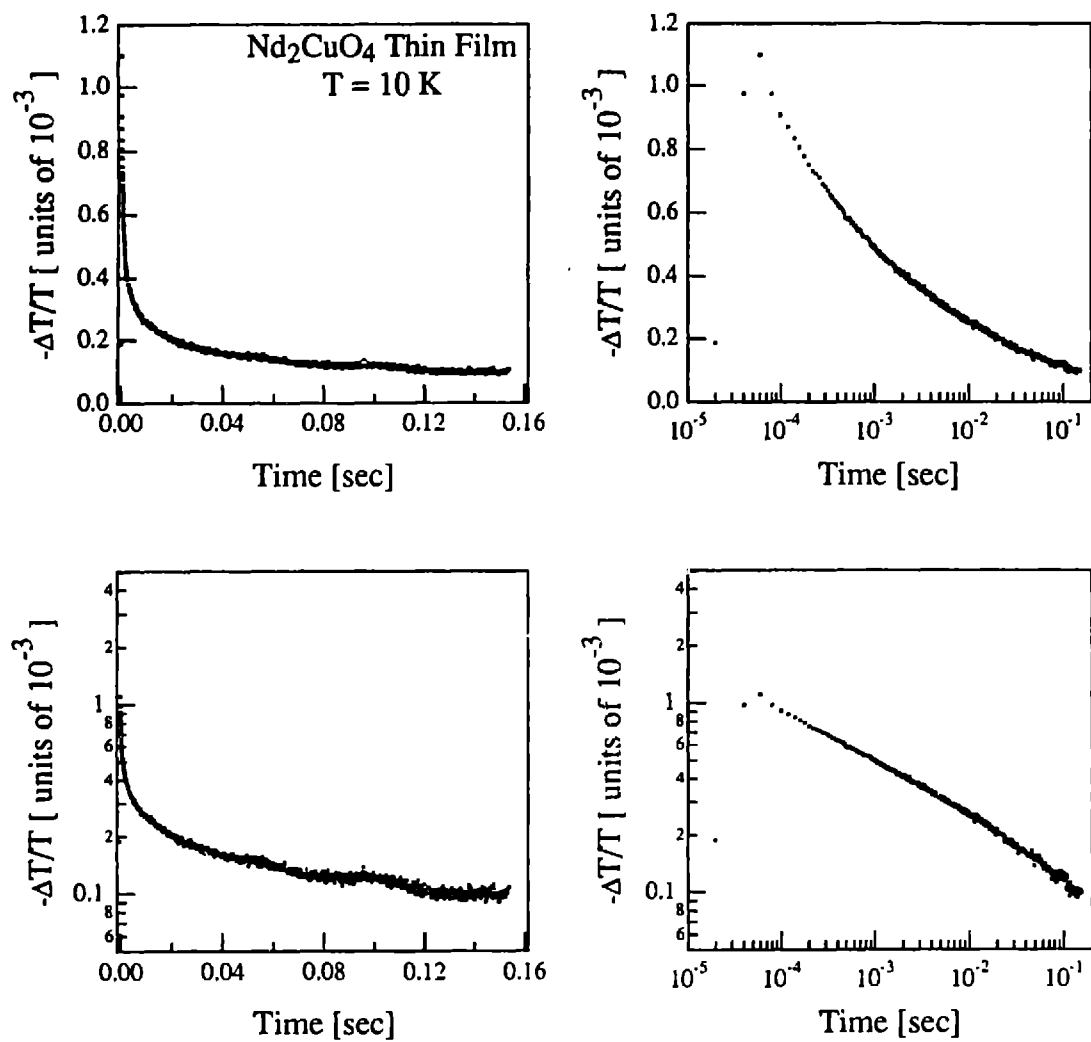 Nd₂CuO₄ Thin Film
T = 10 K
-ΔT/T [ units of 10⁻³ ]
1.2
1.0
0.8
0.6
0.4
0.2
0.0
0.00 0.04 0.08 0.12 0.16
Time [sec]
-ΔT/T [ units of 10⁻³ ]
1.2
1.0
0.8
0.6
0.4
0.2
0.0
10⁻⁵ 10⁻⁴ 10⁻³ 10⁻² 10⁻¹
Time [sec]
-ΔT/T [ units of 10⁻³ ]
4
2
1
8
6
4
2
0.1
8
6
0.00 0.04 0.08 0.12 0.16
Time [sec]
-ΔT/T [ units of 10⁻³ ]
4
2
1
8
6
4
2
0.1
8
6
10⁻⁵ 10⁻⁴ 10⁻³ 10⁻² 10⁻¹
Time [sec]